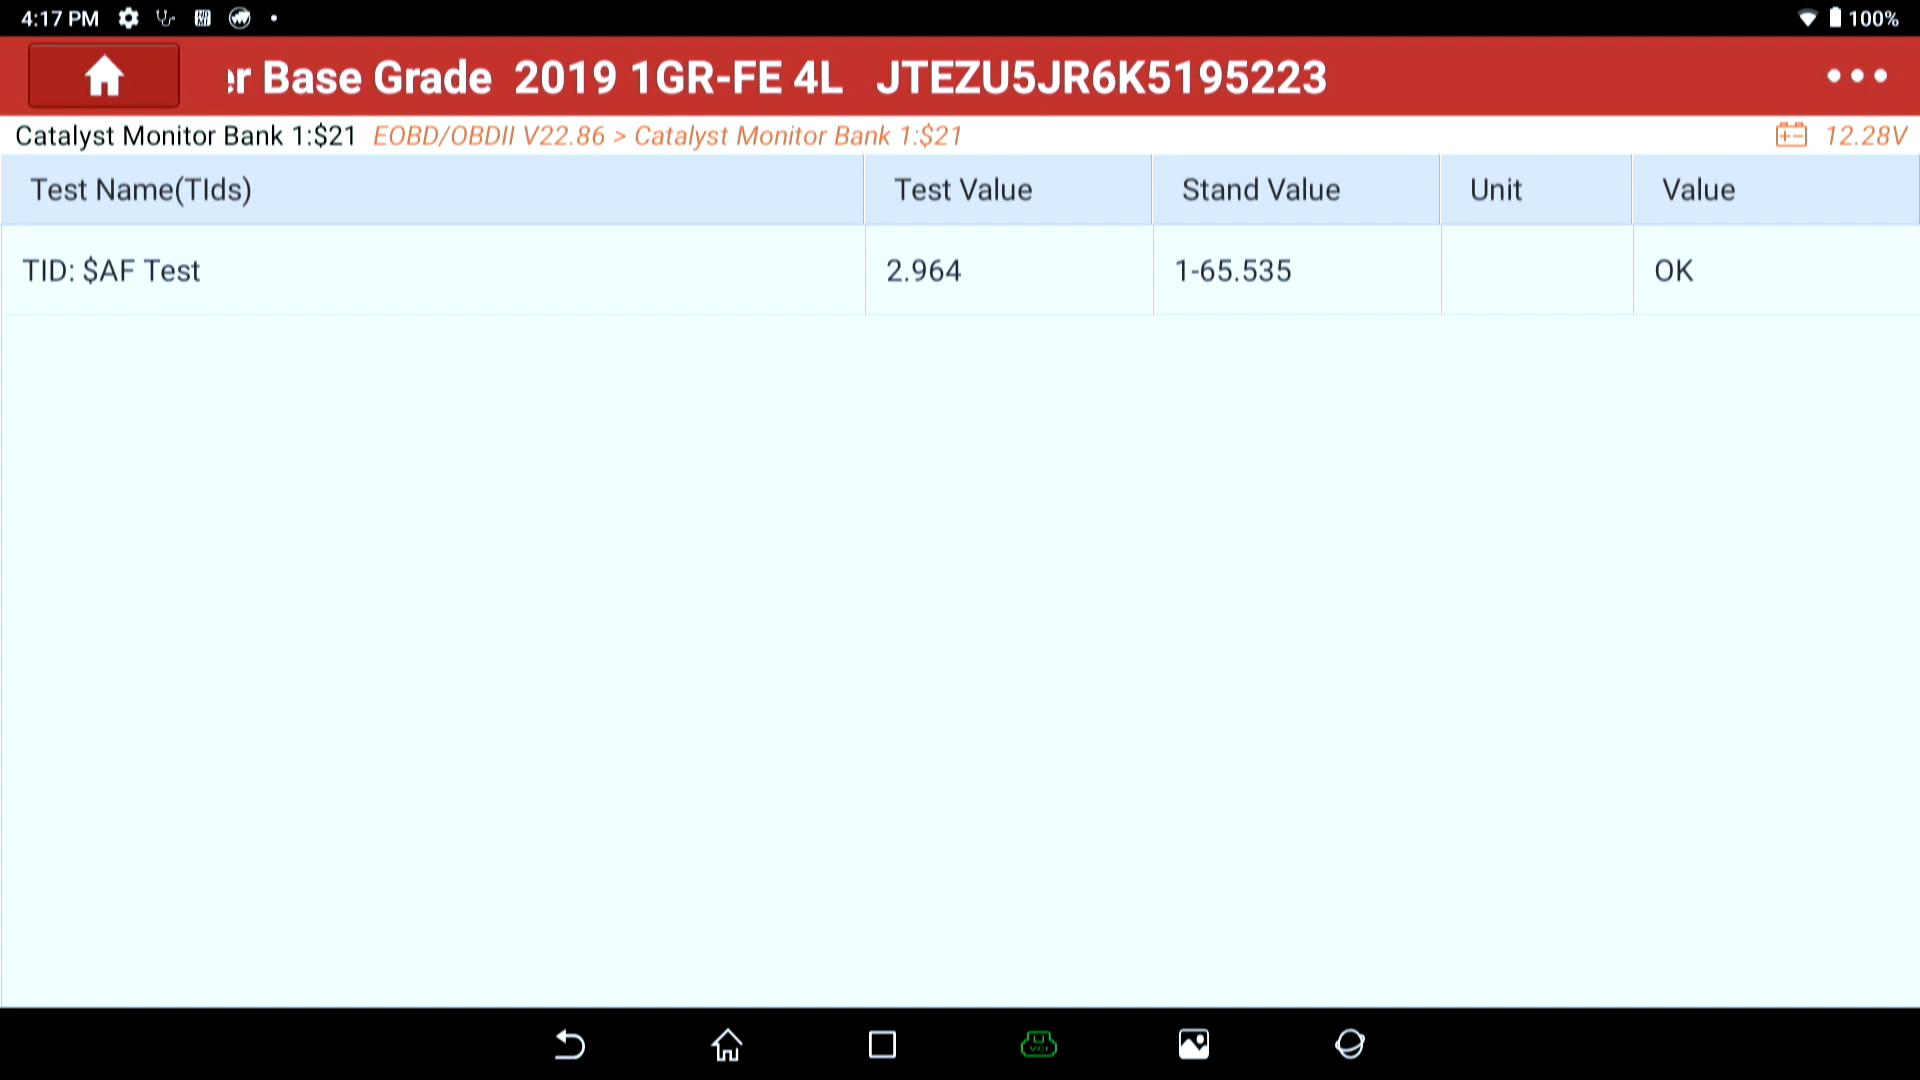 4:17 PM 100%
er Base Grade 2019 1GR-FE 4L JTEZU5JR6K5195223
Catalyst Monitor Bank 1:$21 EOBD/OBDII V22.86 > Catalyst Monitor Bank 1:$21 12.28V
Test Name(TIds) Test Value Stand Value Unit Value
TID: $AF Test 2.964 1-65.535 OK
VCI